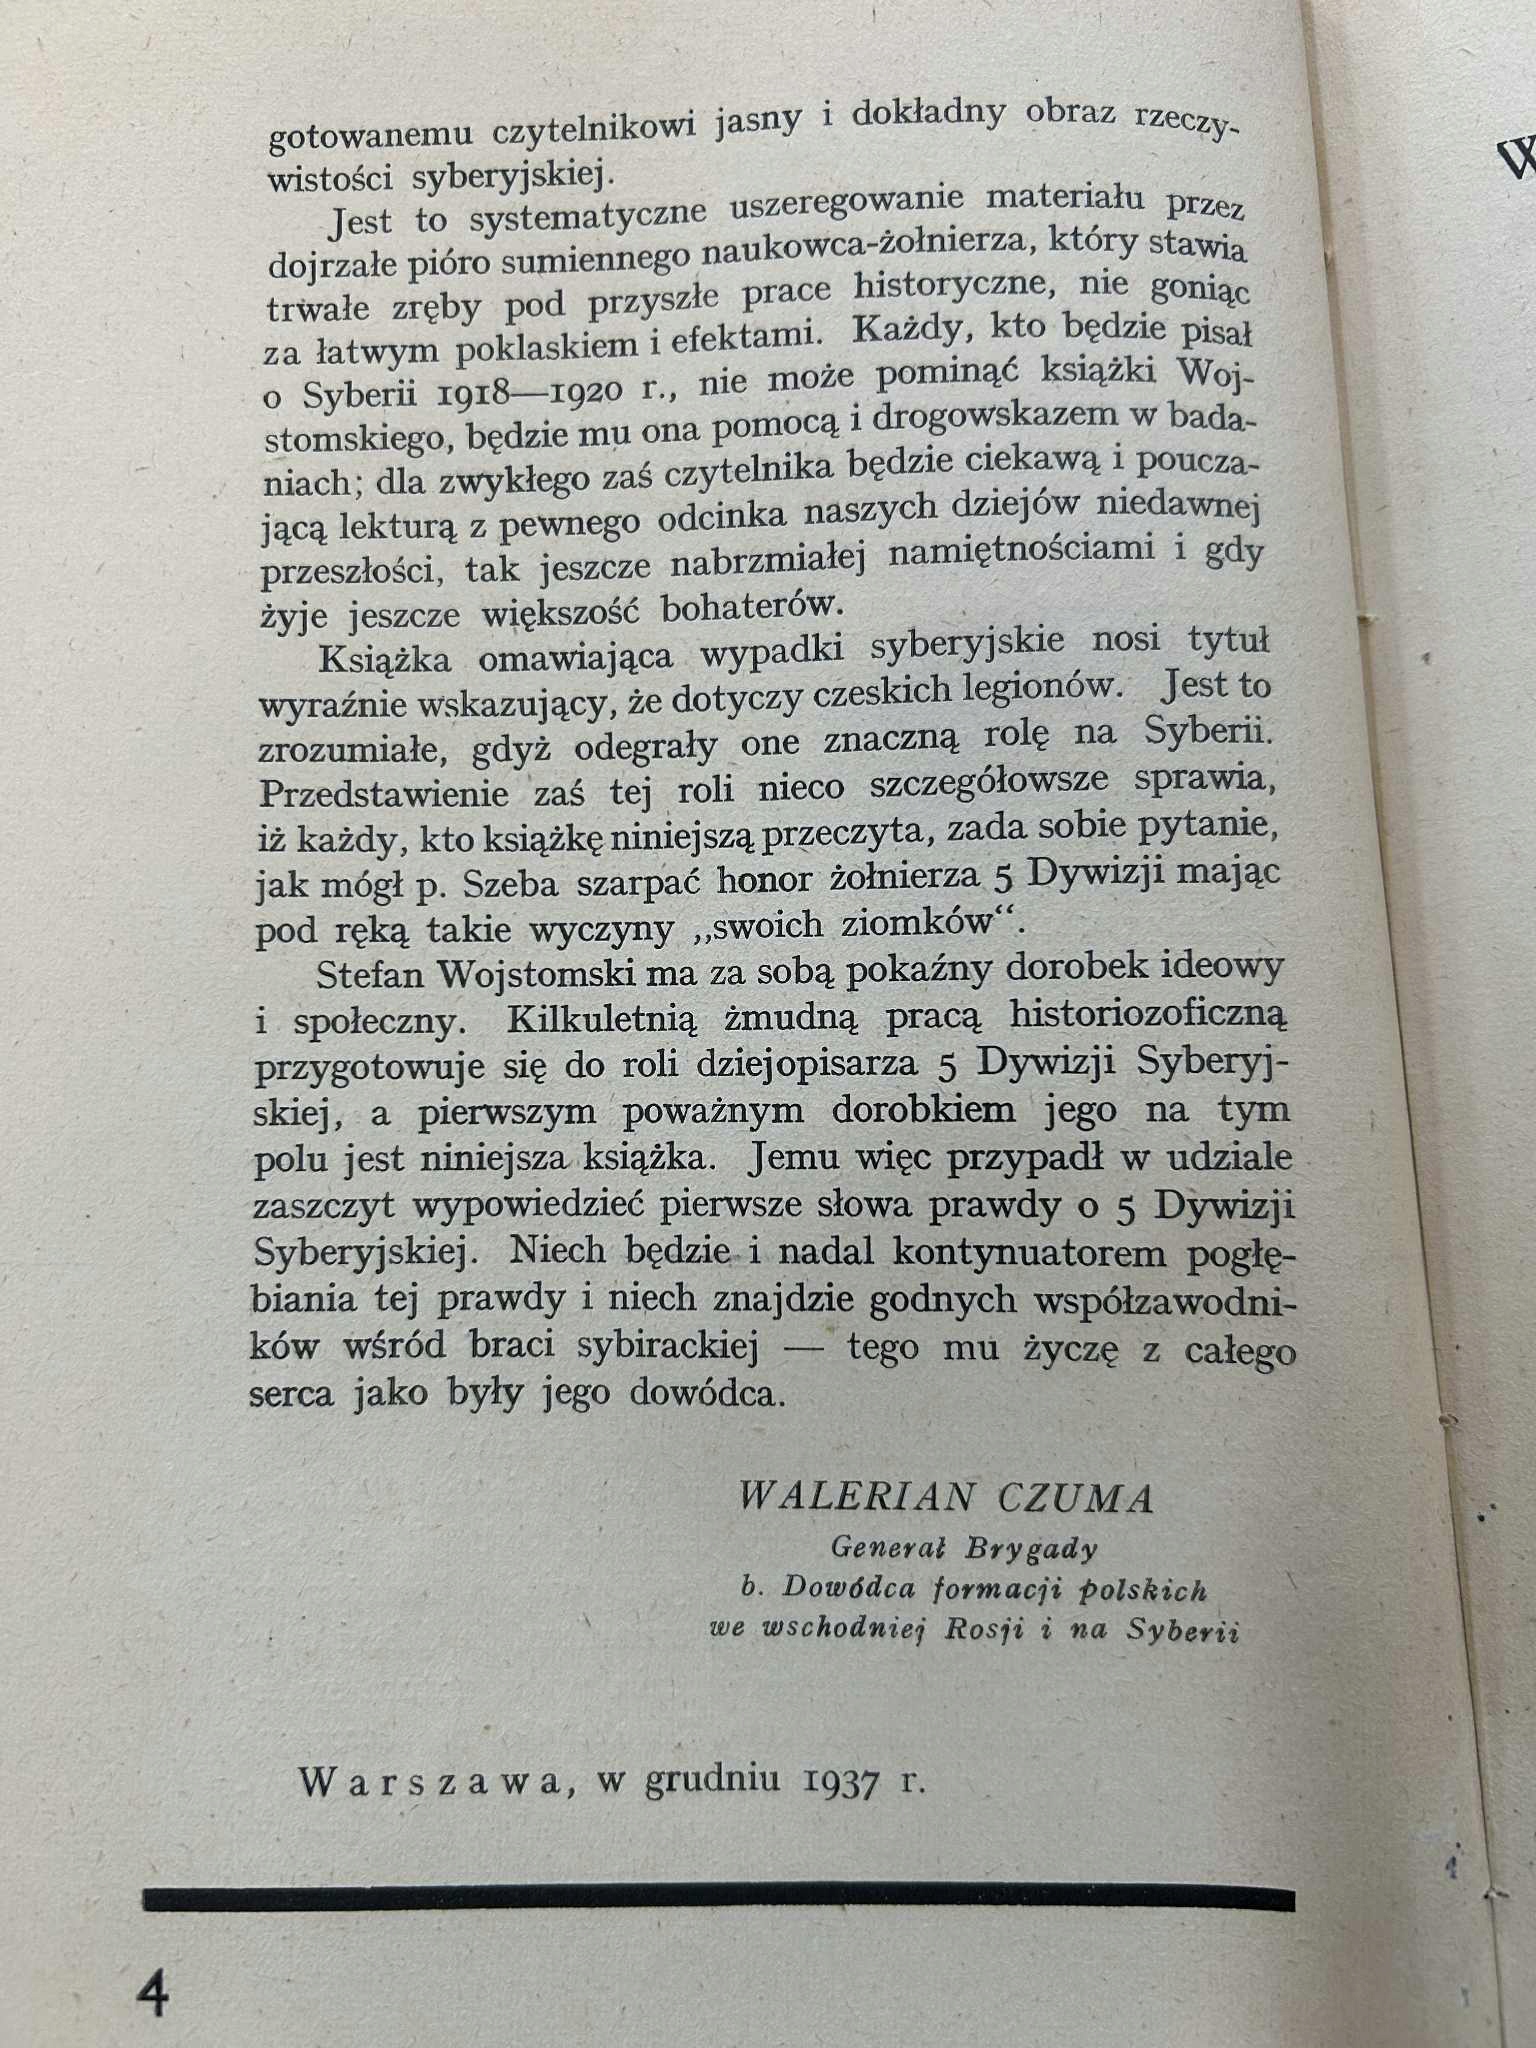 gotowanemu czytelnikowi jasny i dokładny obraz rzeczy-
wistości syberyjskiej.
Jest to systematyczne uszeregowanie materiału przez
dojrzałe pióro sumiennego naukowca-żołnierza, który stawia
trwałe zręby pod przyszłe prace historyczne, nie goniąc
za łatwym poklaskiem i efektami. Każdy, kto będzie pisał
o Syberii 1918—1920 r., nie może pominąć książki Woj-
stomskiego, będzie mu ona pomocą i drogowskazem w bada-
niach; dla zwykłego zaś czytelnika będzie ciekawą i poucza-
jącą lekturą z pewnego odcinka naszych dziejów niedawnej
przeszłości, tak jeszcze nabrzmiałej namiętnościami i gdy
żyje jeszcze większość bohaterów.
Książka omawiająca wypadki syberyjskie nosi tytuł
wyraźnie wskazujący, że dotyczy czeskich legionów. Jest to
zrozumiałe, gdyż odegrały one znaczną rolę na Syberii.
Przedstawienie zaś tej roli nieco szczegółowsze sprawia,
iż każdy, kto książkę niniejszą przeczyta, zada sobie pytanie,
jak mógł p. Szeba szarpać honor żołnierza 5 Dywizji mając
pod ręką takie wyczyny „swoich ziomków“.
Stefan Wojstomski ma za sobą pokaźny dorobek ideowy
i społeczny. Kilkuletnią żmudną pracą historiozoficzną
przygotowuje się do roli dziejopisarza 5 Dywizji Syberyj-
skiej, a pierwszym poważnym dorobkiem jego na tym
polu jest niniejsza książka. Jemu więc przypadł w udziale
zaszczyt wypowiedzieć pierwsze słowa prawdy o 5 Dywizji
Syberyjskiej. Niech będzie i nadal kontynuatorem pogłę-
biania tej prawdy i niech znajdzie godnych współzawodni-
ków wśród braci sybirackiej — tego mu życzę z całego
serca jako były jego dowódca.
WALERIAN CZUMA
Generał Brygady
b. Dowódca formacji polskich
we wschodniej Rosji i na Syberii
Warszawa, w grudniu 1937 r.
4
W